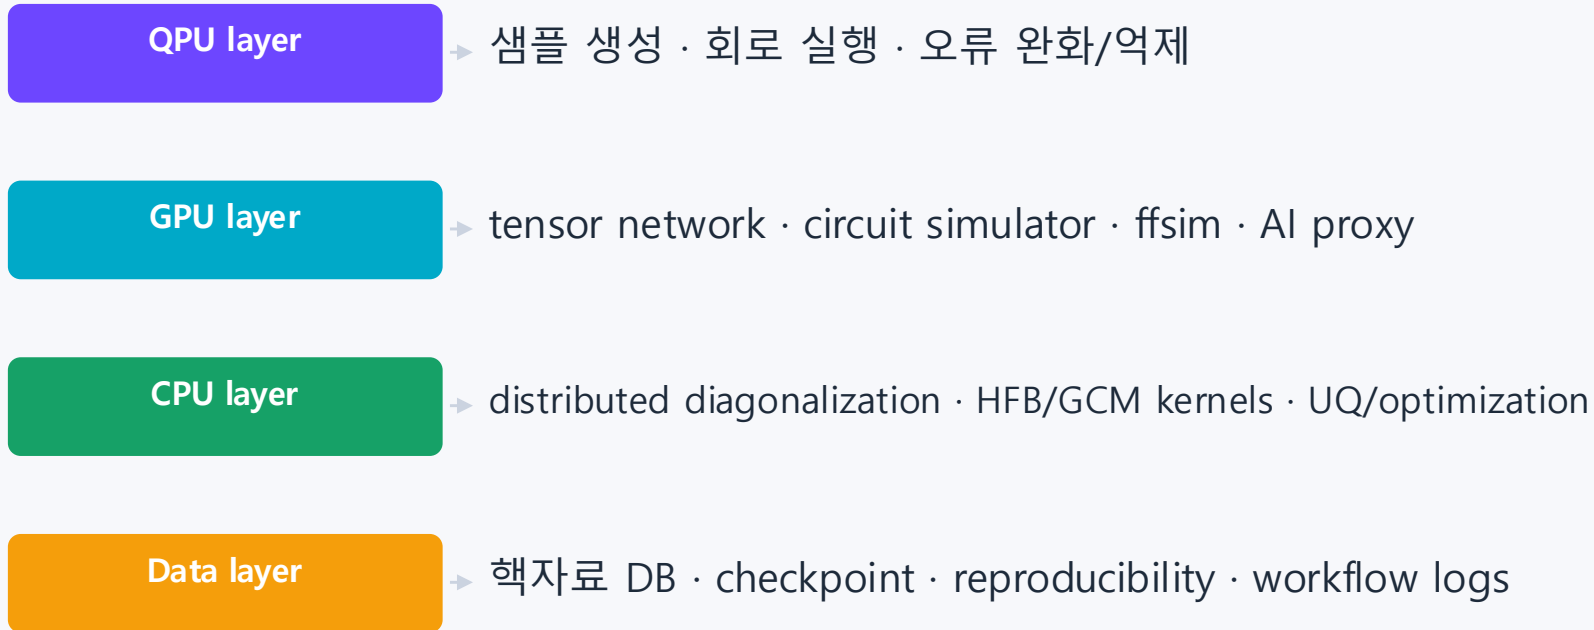 QPU layer
샘플 생성 · 회로 실행 · 오류 완화/억제
GPU layer
tensor network · circuit simulator · ffsim · AI proxy
CPU layer
distributed diagonalization · HFB/GCM kernels · UQ/optimization
Data layer
핵자료 DB · checkpoint · reproducibility · workflow logs